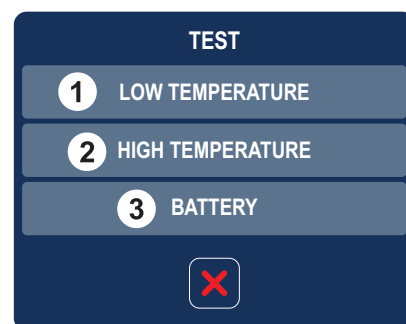 TEST
1 LOW TEMPERATURE
2 HIGH TEMPERATURE
3 BATTERY